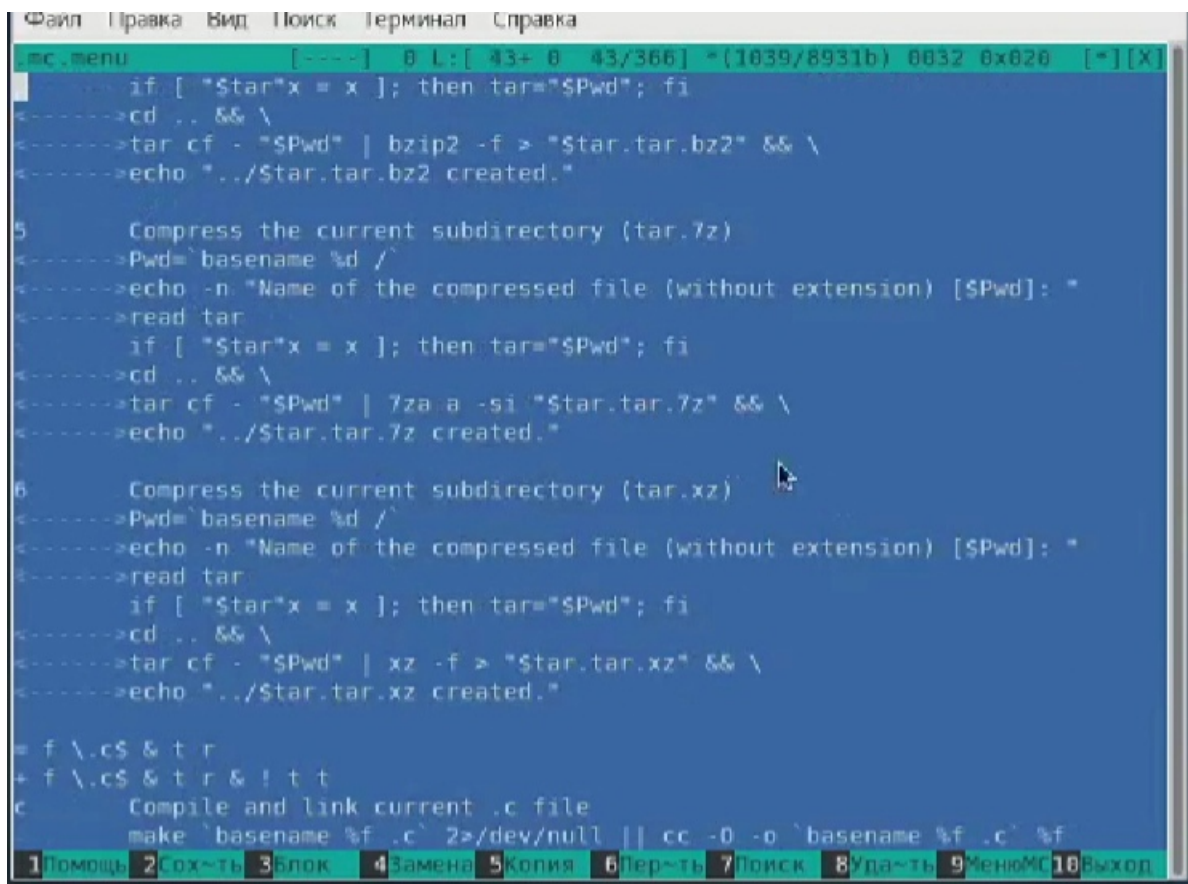 Файл Правка Вид Поиск Терминал Справка
.mc.menu [----] 0 L:[ 43+ 0 43/366] *(1039/8931b) 0032 0x020 [*][X]
if [ "$tar"x = x ]; then tar="$Pwd"; fi
<------>cd .. && \
<------>tar cf - "$Pwd" | bzip2 -f > "$tar.tar.bz2" && \
<------>echo "../$tar.tar.bz2 created."
5 Compress the current subdirectory (tar.7z)
<------>Pwd=`basename %d /`
<------>echo -n "Name of the compressed file (without extension) [$Pwd]: "
<------>read tar
if [ "$tar"x = x ]; then tar="$Pwd"; fi
<------>cd .. && \
<------>tar cf - "$Pwd" | 7za a -si "$tar.tar.7z" && \
<------>echo "../$tar.tar.7z created."
6 Compress the current subdirectory (tar.xz)
<------>Pwd=`basename %d /`
<------>echo -n "Name of the compressed file (without extension) [$Pwd]: "
<------>read tar
if [ "$tar"x = x ]; then tar="$Pwd"; fi
<------>cd .. && \
<------>tar cf - "$Pwd" | xz -f > "$tar.tar.xz" && \
<------>echo "../$tar.tar.xz created."
= f \.c$ & t r
+ f \.c$ & t r & ! t t
c Compile and link current .c file
make `basename %f .c` 2>/dev/null || cc -O -o `basename %f .c` %f
1Помощь 2Сох~ть 3Блок 4Замена 5Копия 6Пер~ть 7Поиск 8Уда~ть 9МенюMC 10Выход